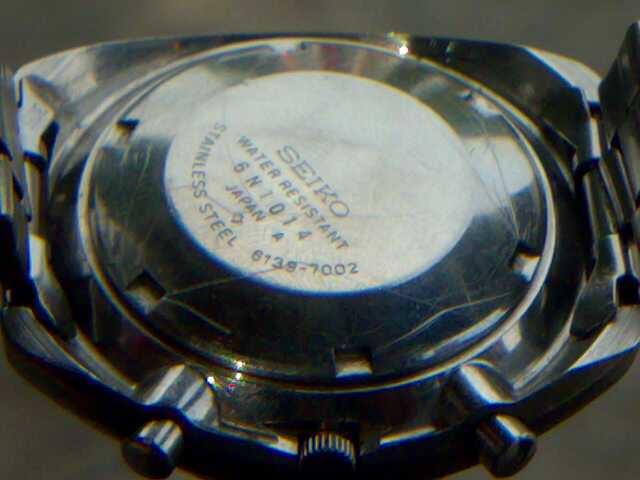 SEIKO
WATER RESISTANT
6N1014
JAPAN A
STAINLESS STEEL
6139-7002